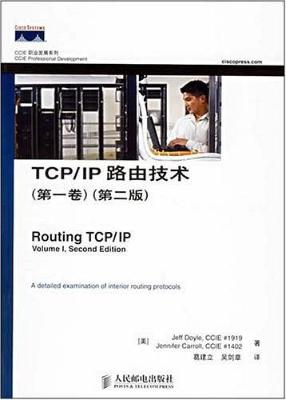 CISCO SYSTEMS
CCIE 职业发展系列
CCIE Professional Development
ciscopress.com
TCP/IP 路由技术
(第一卷)(第二版)
Routing TCP/IP
Volume I, Second Edition
A detailed examination of interior routing protocols
[美] Jeff Doyle, CCIE #1919
Jennifer Carroll, CCIE #1402 著
葛建立 吴剑章 译
人民邮电出版社
POSTS & TELECOM PRESS